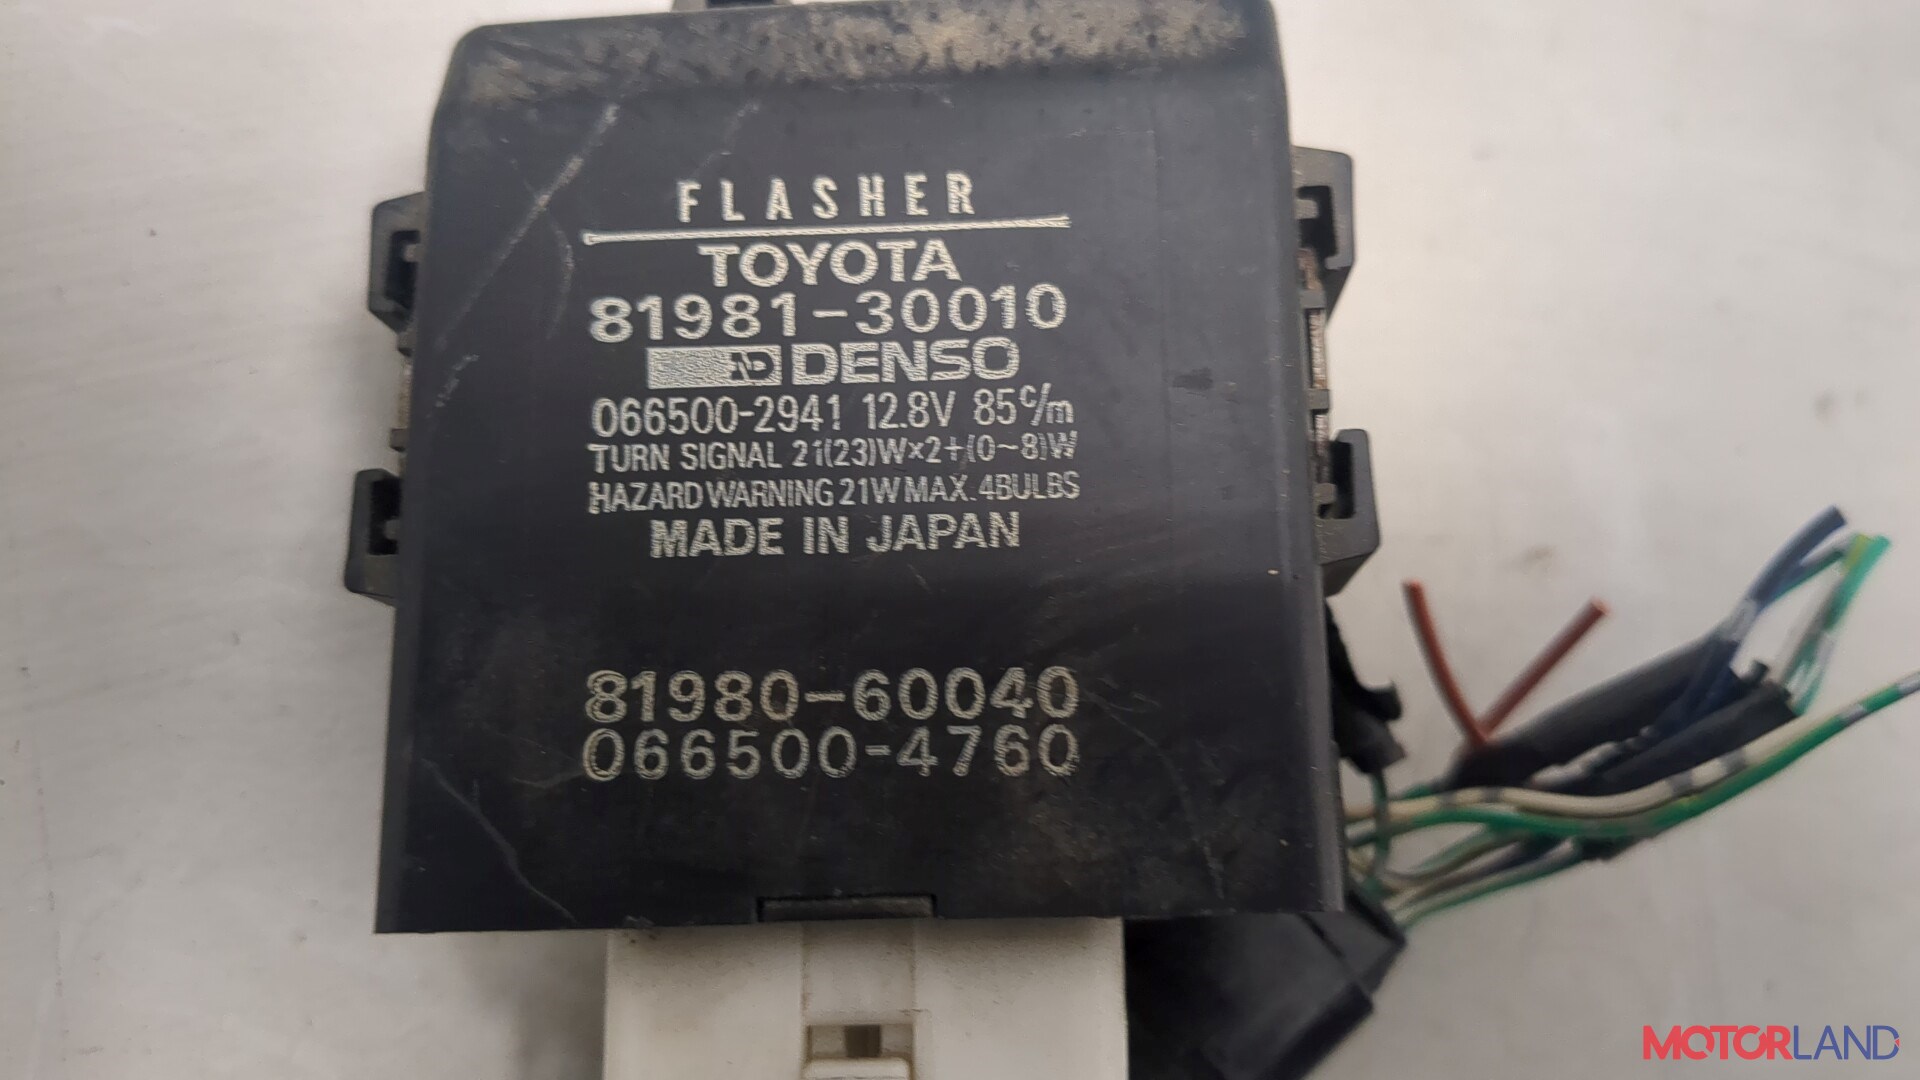 FLASHER
TOYOTA
81981-30010
ND DENSO
066500-2941 12.8V 85c/m
TURN SIGNAL 21(23)W×2+(0~8)W
HAZARD WARNING 21W MAX. 4BULBS
MADE IN JAPAN
81980-60040
066500-4760
MOTORLAND